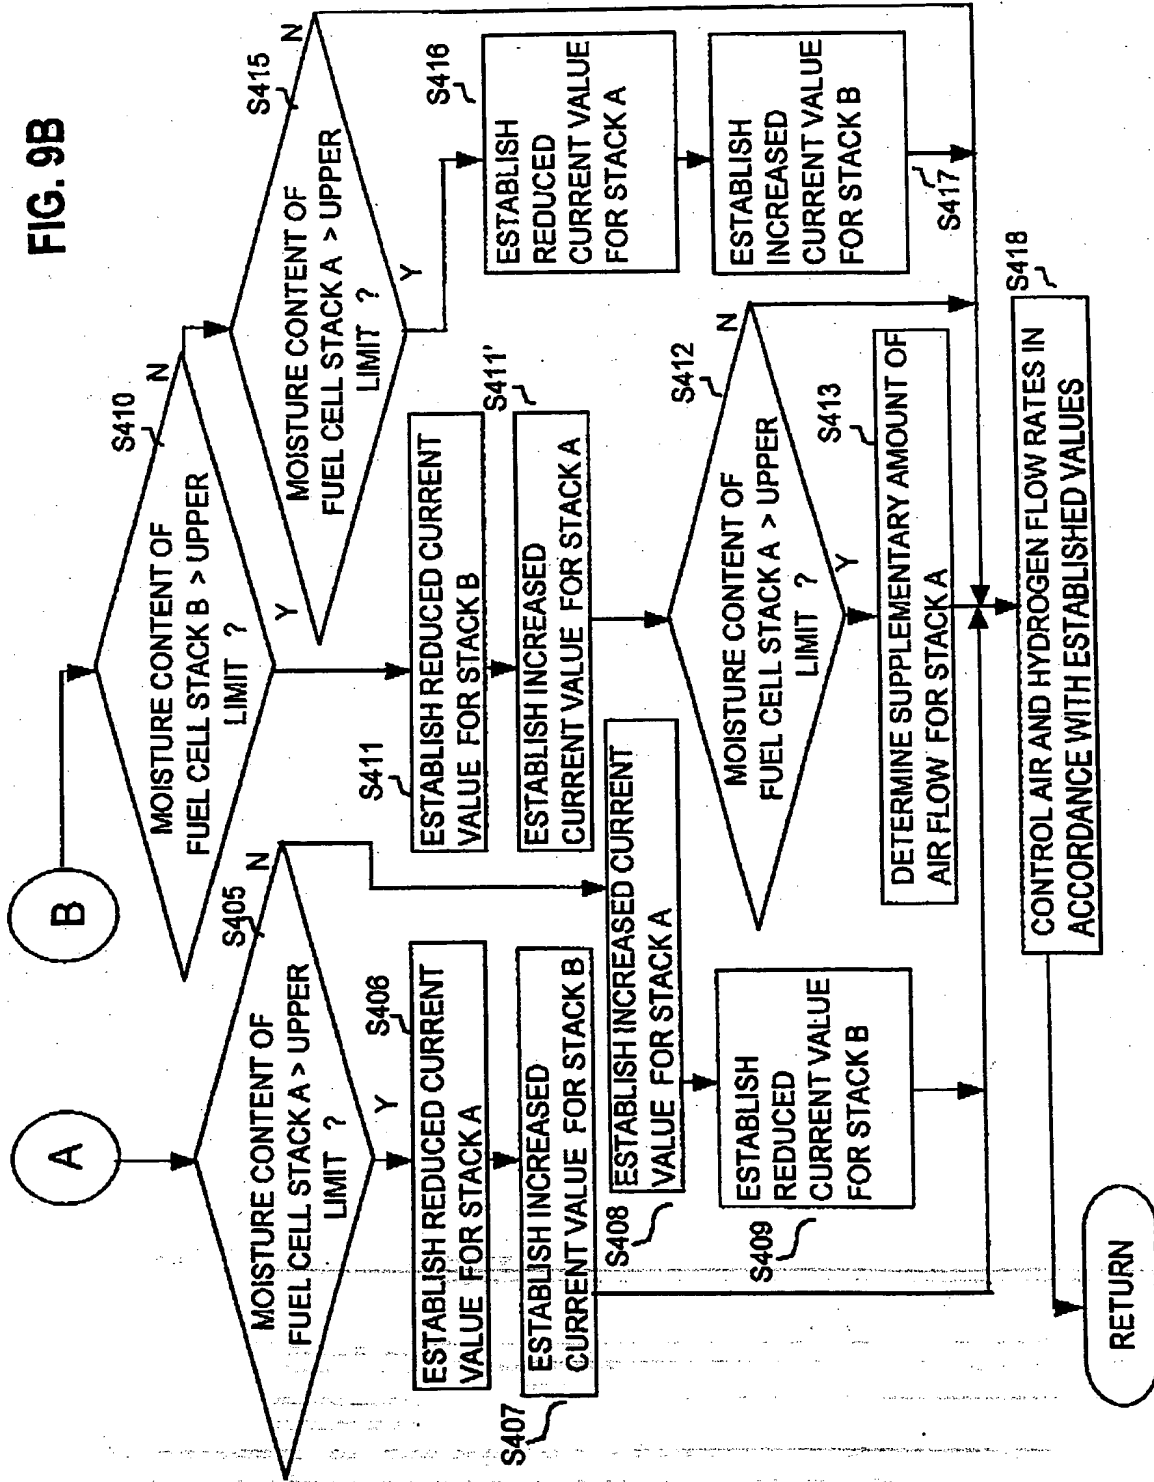 FIG. 9B
A
MOISTURE CONTENT OF
FUEL CELL STACK A > UPPER
LIMIT ?
S405
N
Y
S406
ESTABLISH REDUCED CURRENT
VALUE FOR STACK A
S407
ESTABLISH INCREASED
CURRENT VALUE FOR STACK B
S408
ESTABLISH INCREASED CURRENT
VALUE FOR STACK A
S409
ESTABLISH
REDUCED
CURRENT VALUE
FOR STACK B
B
MOISTURE CONTENT OF
FUEL CELL STACK B > UPPER
LIMIT ?
S410
N
Y
S411
ESTABLISH REDUCED CURRENT
VALUE FOR STACK B
S411'
ESTABLISH INCREASED
CURRENT VALUE FOR STACK A
MOISTURE CONTENT OF
FUEL CELL STACK A > UPPER
LIMIT ?
S412
N
Y
S413
DETERMINE SUPPLEMENTARY AMOUNT OF
AIR FLOW FOR STACK A
MOISTURE CONTENT OF
FUEL CELL STACK A > UPPER
LIMIT ?
S415
N
Y
S416
ESTABLISH
REDUCED
CURRENT VALUE
FOR STACK A
ESTABLISH
INCREASED
CURRENT VALUE
FOR STACK B
S417
S418
CONTROL AIR AND HYDROGEN FLOW RATES IN
ACCORDANCE WITH ESTABLISHED VALUES
RETURN